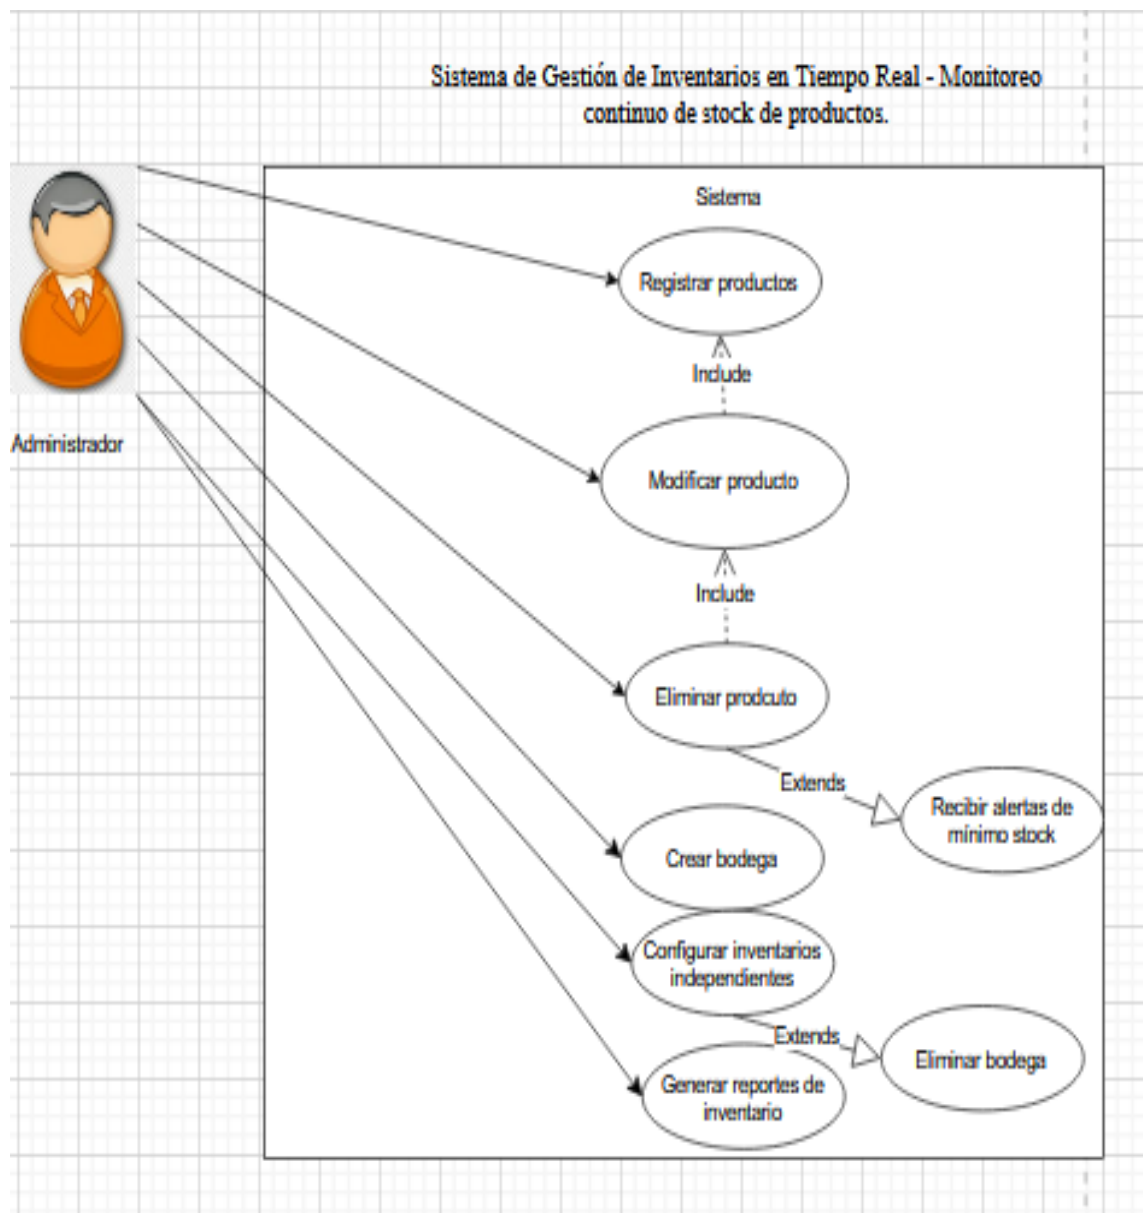 Sistema de Gestión de Inventarios en Tiempo Real - Monitoreo
continuo de stock de productos.
Sistema
Registrar productos
Include
Administrador
Modificar producto
Include
Eliminar prodcuto
Extends
Recibir alertas de
mínimo stock
Crear bodega
Configurar inventarios
independientes
Extends
Eliminar bodega
Generar reportes de
inventario